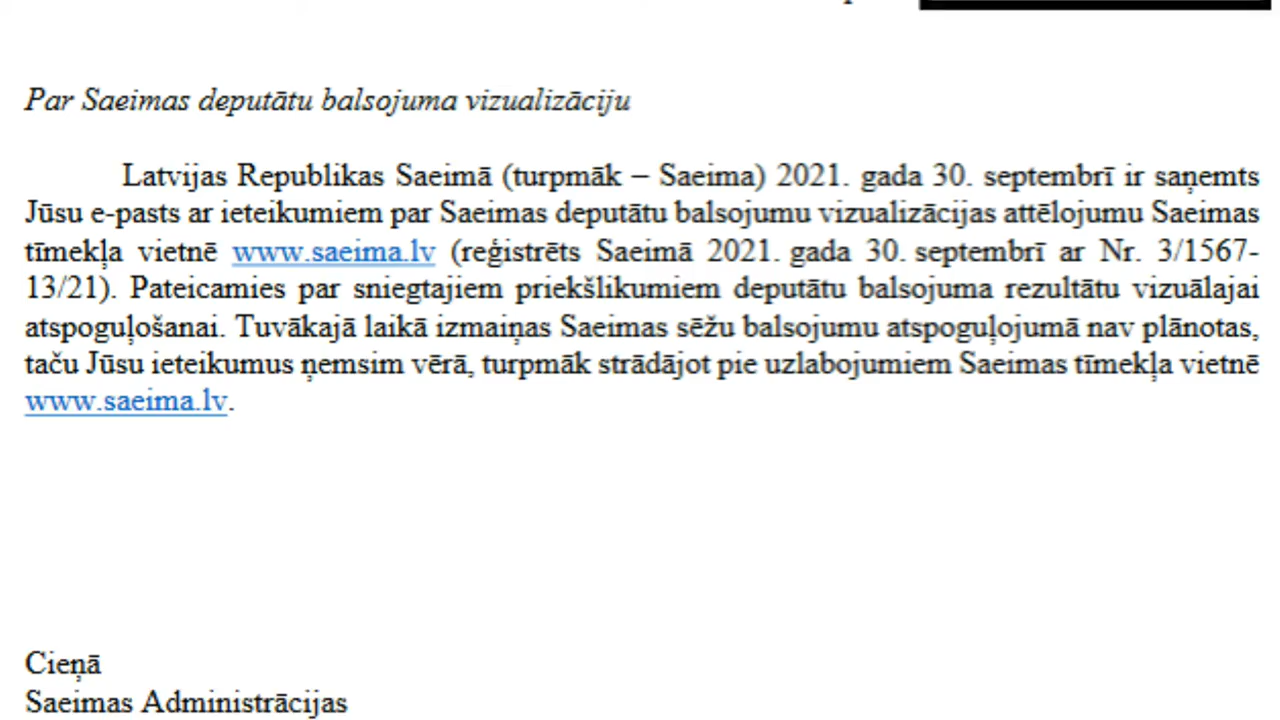 Par Saeimas deputātu balsojuma vizualizāciju
Latvijas Republikas Saeimā (turpmāk – Saeima) 2021. gada 30. septembrī ir saņemts
Jūsu e-pasts ar ieteikumiem par Saeimas deputātu balsojumu vizualizācijas attēlojumu Saeimas
tīmekļa vietnē www.saeima.lv (reģistrēts Saeimā 2021. gada 30. septembrī ar Nr. 3/1567-
13/21). Pateicamies par sniegtajiem priekšlikumiem deputātu balsojuma rezultātu vizuālajai
atspoguļošanai. Tuvākajā laikā izmaiņas Saeimas sēžu balsojumu atspoguļojumā nav plānotas,
taču Jūsu ieteikumus ņemsim vērā, turpmāk strādājot pie uzlabojumiem Saeimas tīmekļa vietnē
www.saeima.lv.
Cieņā
Saeimas Administrācijas